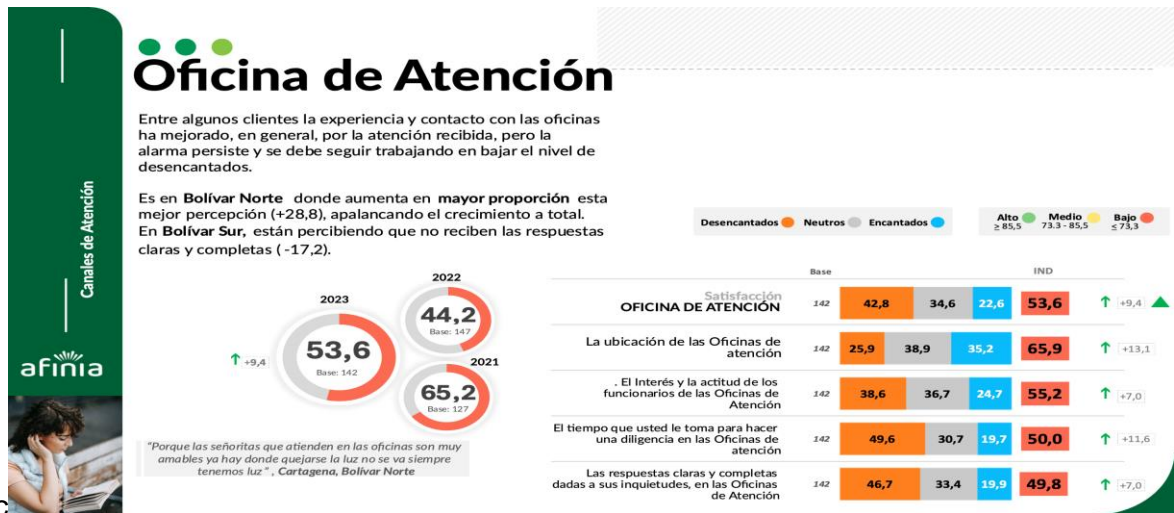 Oficina de Atención
Entre algunos clientes la experiencia y contacto con las oficinas
ha mejorado, en general, por la atención recibida, pero la
alarma persiste y se debe seguir trabajando en bajar el nivel de
desencantados.
Es en Bolívar Norte donde aumenta en mayor proporción esta
mejor percepción (+28,8), apalancando el crecimiento a total.
En Bolívar Sur, están percibiendo que no reciben las respuestas
claras y completas ( -17,2).
Canales de Atención
afinia
Desencantados Neutros Encantados
Alto Medio Bajo
≥ 85,5 73.3 - 85,5 ≤ 73,3
2023
53,6
Base: 142
+9,4
2022
44,2
Base: 147
2021
65,2
Base: 127
"Porque las señoritas que atienden en las oficinas son muy
amables ya hay donde quejarse la luz no se va siempre
tenemos luz " , Cartagena, Bolívar Norte
Base IND
Satisfacción
OFICINA DE ATENCIÓN 142 42,8 34,6 22,6 53,6 +9,4
La ubicación de las Oficinas de
atención 142 25,9 38,9 35,2 65,9 +13,1
. El Interés y la actitud de los
funcionarios de las Oficinas de
Atención 142 38,6 36,7 24,7 55,2 +7,0
El tiempo que usted le toma para hacer
una diligencia en las Oficinas de
atención 142 49,6 30,7 19,7 50,0 +11,6
Las respuestas claras y completas
dadas a sus inquietudes, en las Oficinas
de Atención 142 46,7 33,4 19,9 49,8 +7,0
c